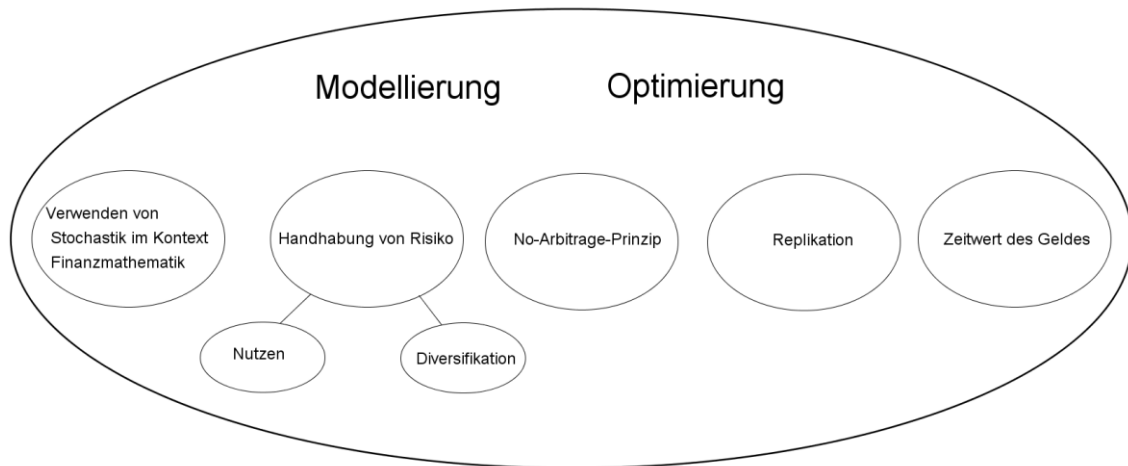 Modellierung
Optimierung
Verwenden von
Stochastik im Kontext
Finanzmathematik
Handhabung von Risiko
No-Arbitrage-Prinzip
Replikation
Zeitwert des Geldes
Nutzen
Diversifikation